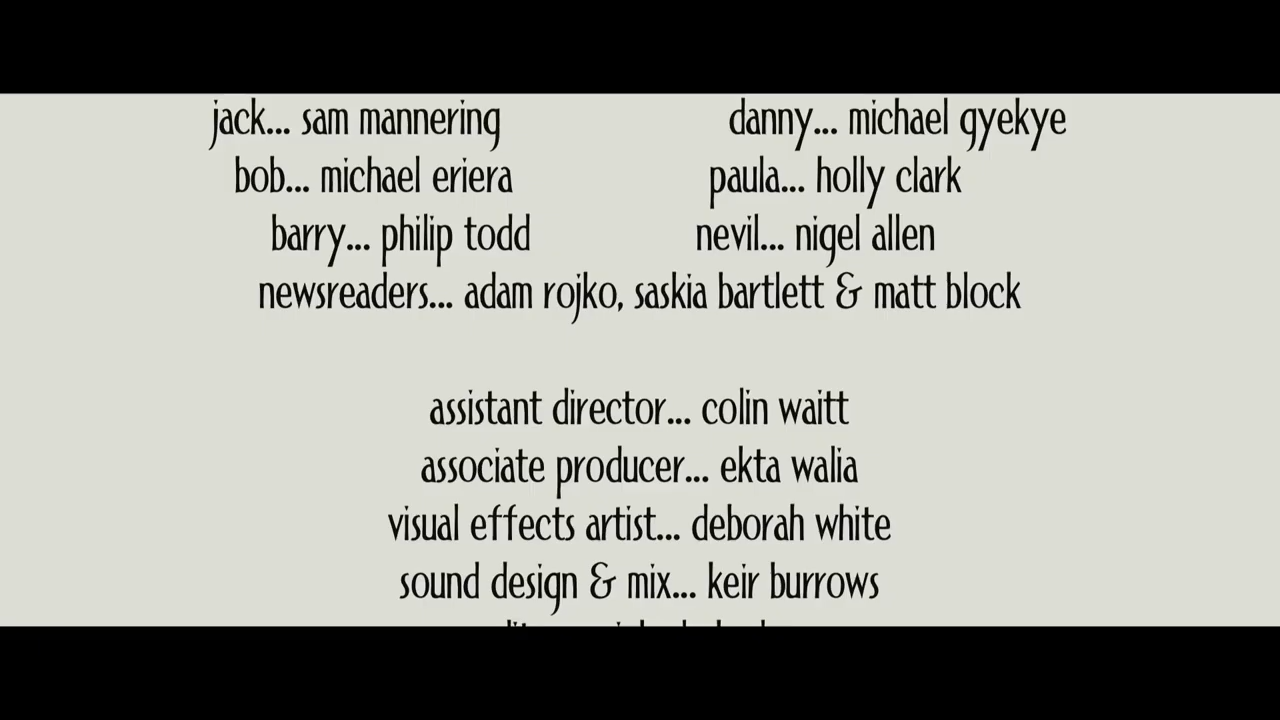 jack... sam mannering danny... michael gyekye
bob... michael eriera paula... holly clark
barry... philip todd nevil... nigel allen
newsreaders... adam rojko, saskia bartlett & matt block
assistant director... colin waitt
associate producer... ekta walia
visual effects artist... deborah white
sound design & mix... keir burrows